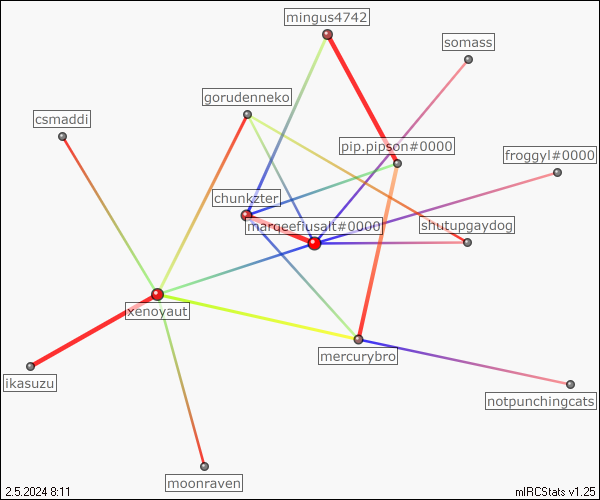 mingus4742
somass
gorudenneko
csmaddi
pip.pipson#0000
froggyl#0000
chunkzter
marqeefiusalt#0000
shutupgaydog
xenoyaut
mercurybro
ikasuzu
notpunchingcats
moonraven
2.5.2024 8:11
mIRCStats v1.25